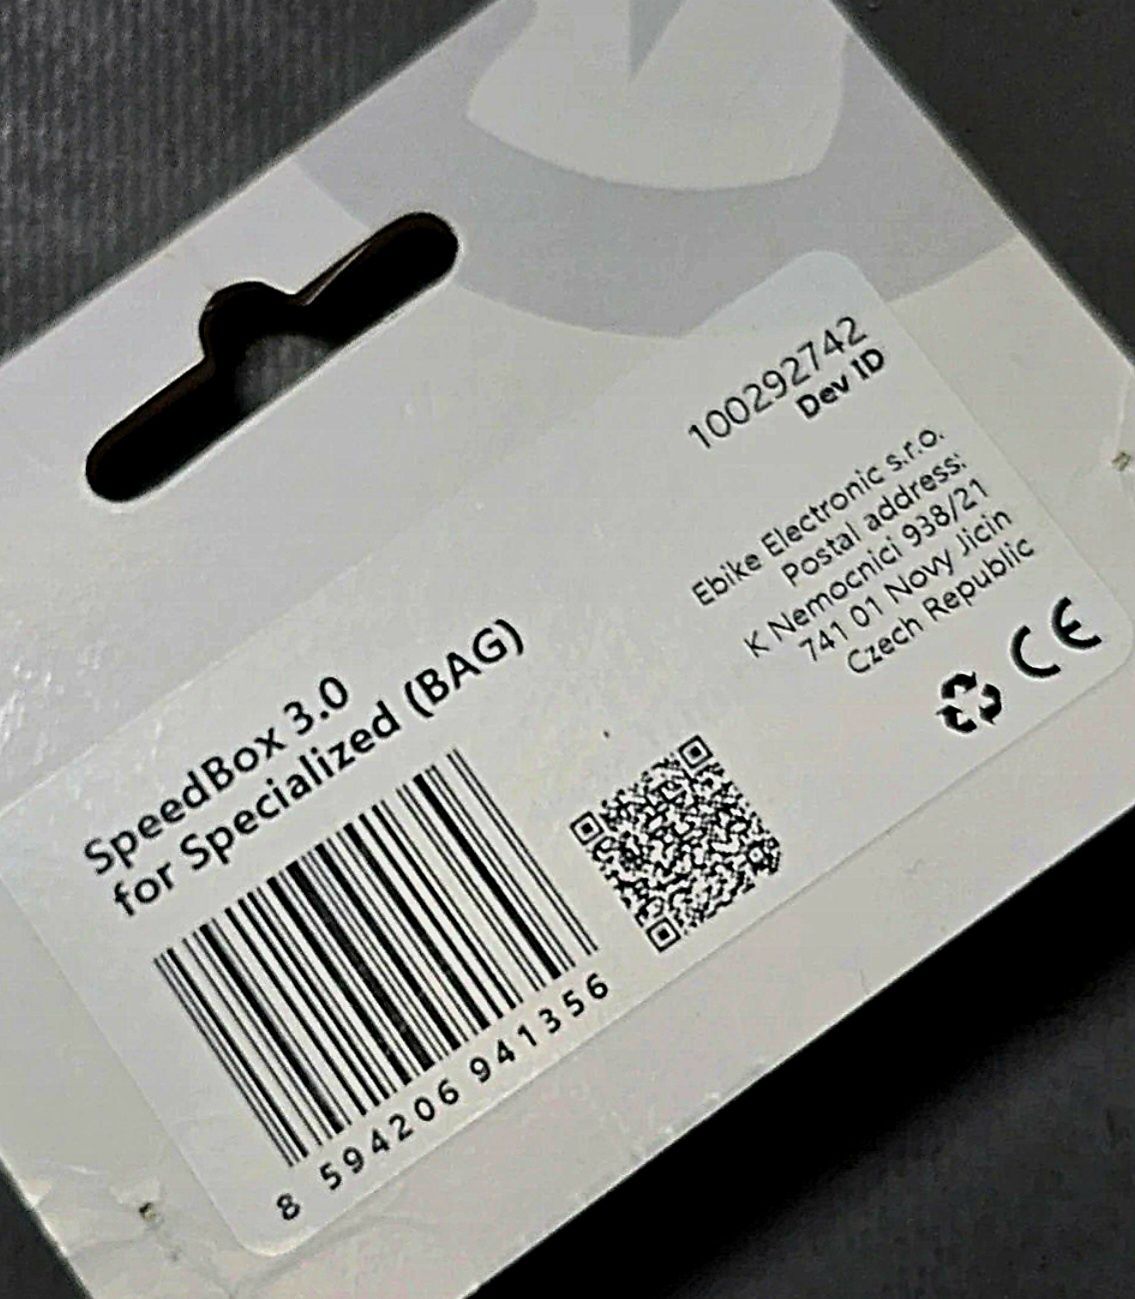 100292742
Dev ID
Ebike Electronic s.r.o.
Postal address:
K Nemocnici 938/21
741 01 Novy Jicin
Czech Republic
CE
SpeedBox 3.0
for Specialized (BAG)
8 594206 941356